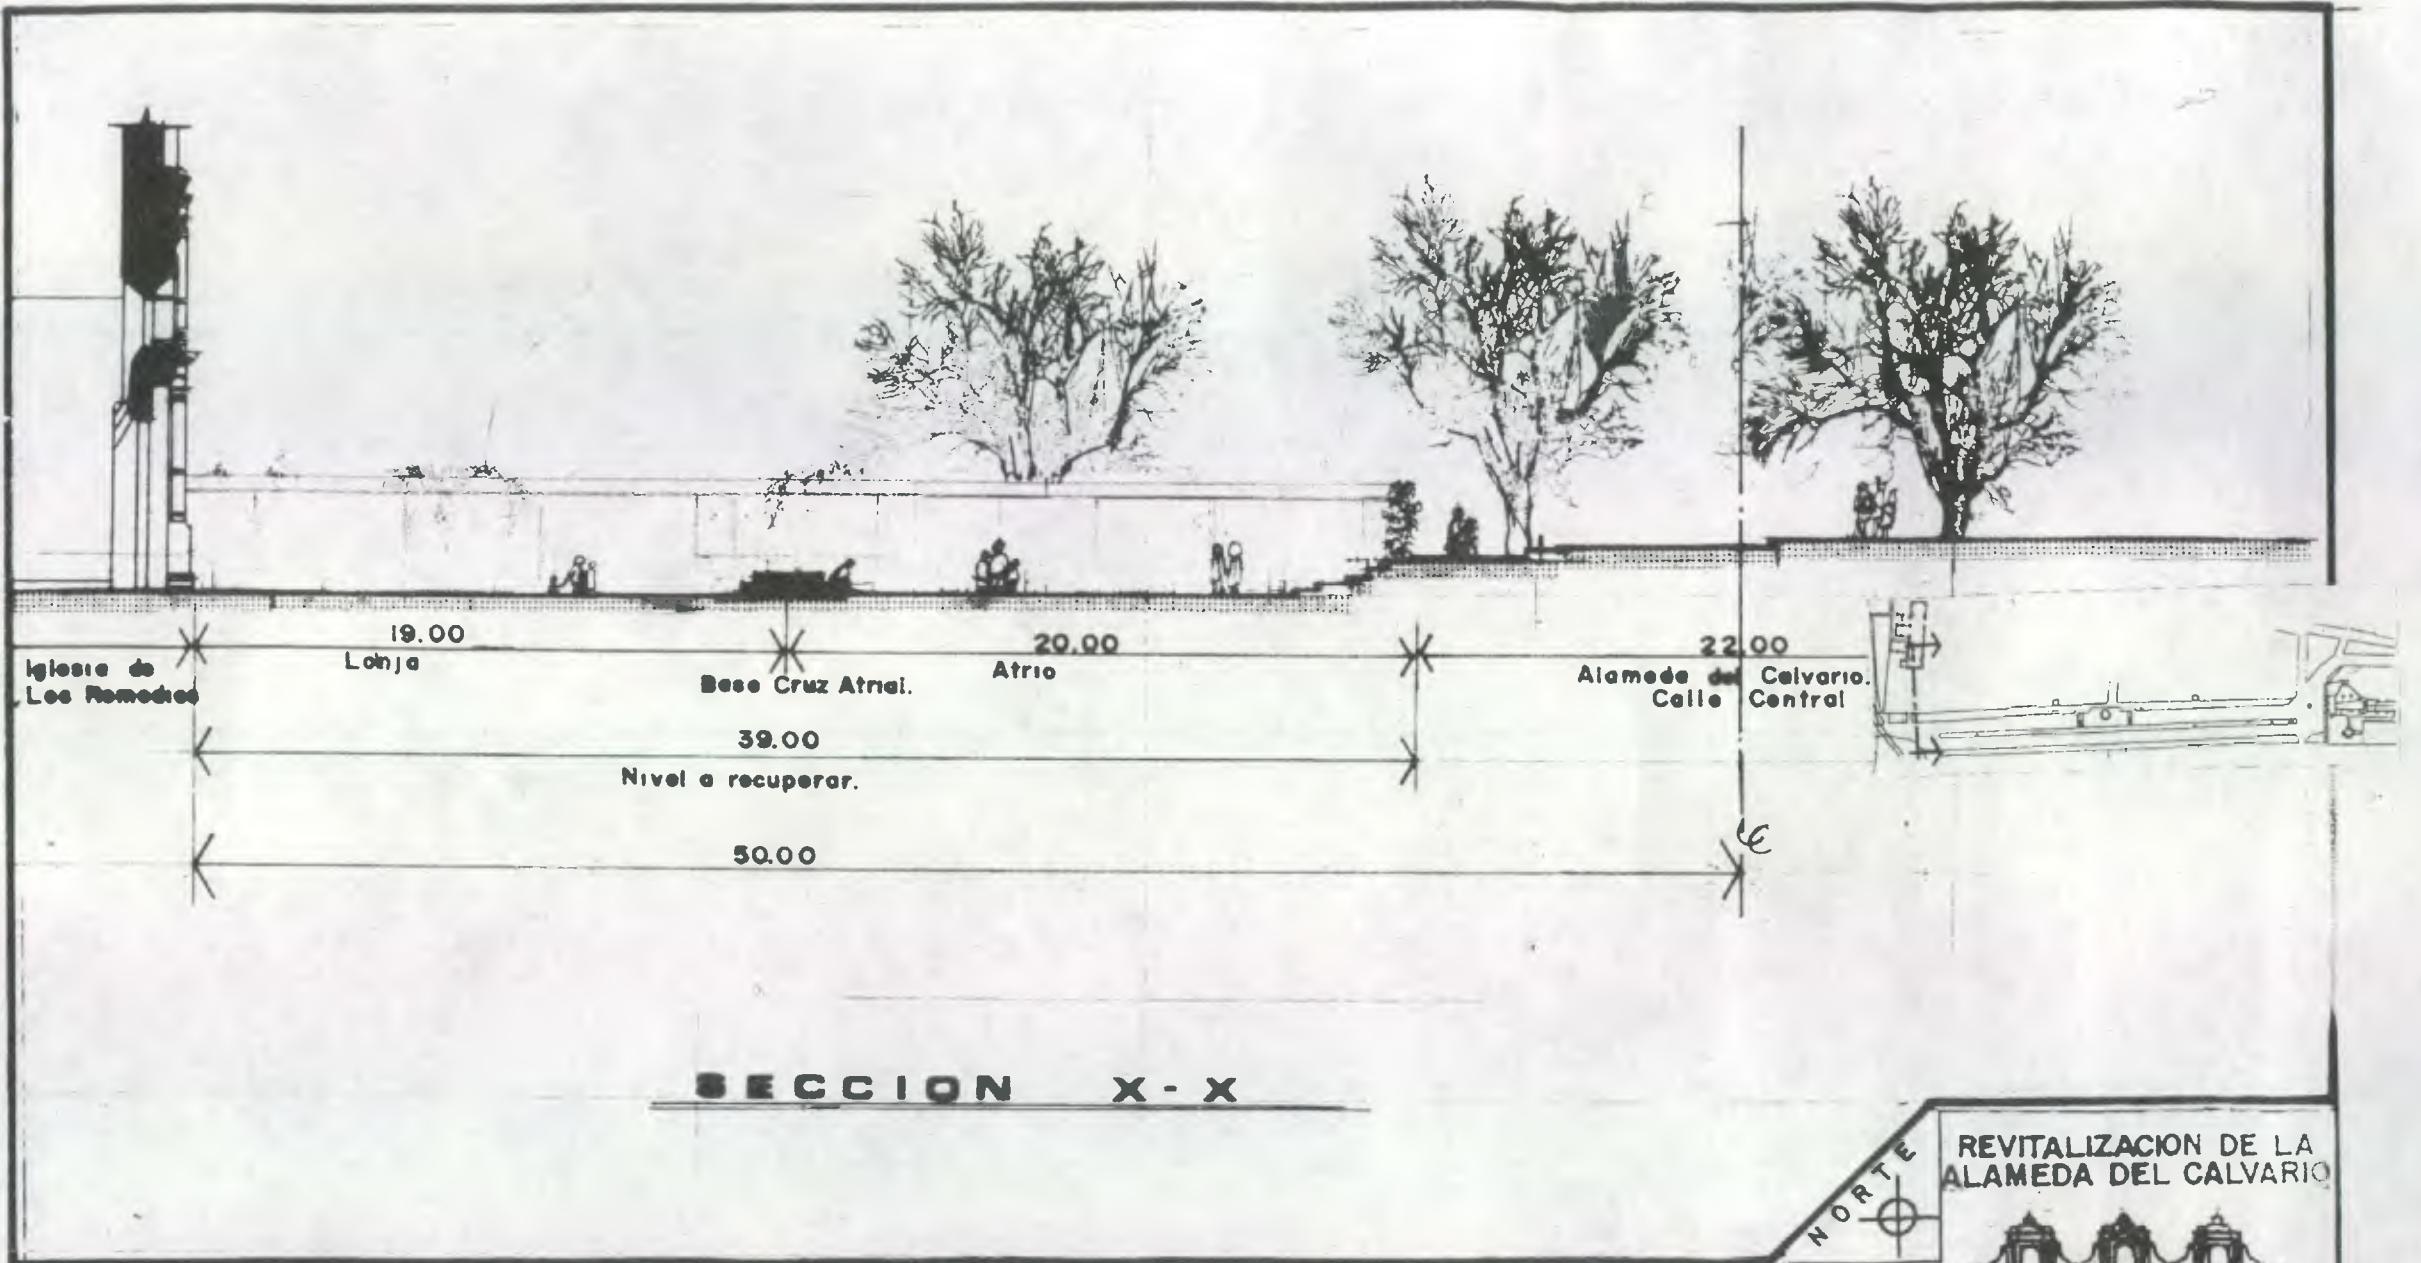 19.00
Lonja
Iglesia de
Los Remedios
Base Cruz Atrial.
20.00
Atrio
22.00
Alameda del Calvario.
Calle Central
39.00
Nivel a recuperar.
50.00
SECCION X-X
NORTE
REVITALIZACION DE LA
ALAMEDA DEL CALVARIO